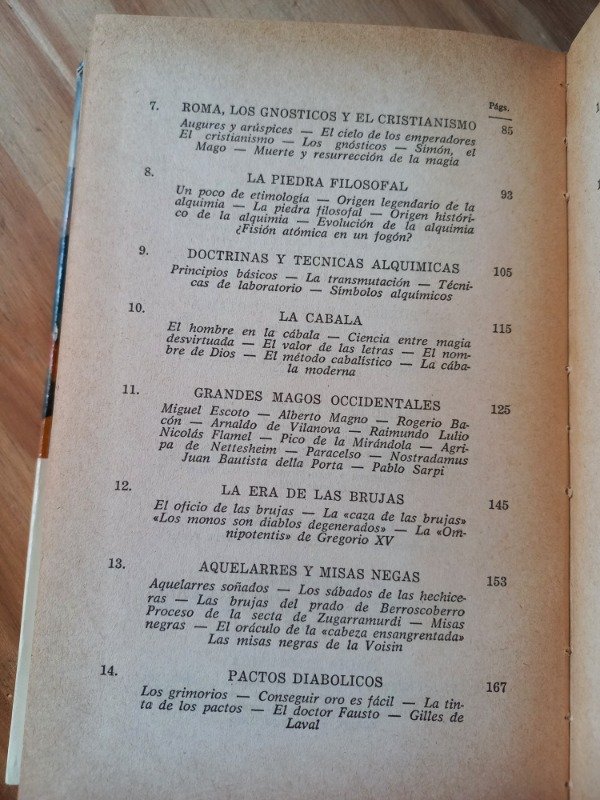 Págs.
7. ROMA, LOS GNOSTICOS Y EL CRISTIANISMO 85
Augures y arúspices — El cielo de los emperadores
El cristianismo — Los gnósticos — Simón, el
Mago — Muerte y resurrección de la magia
8. LA PIEDRA FILOSOFAL 93
Un poco de etimología — Origen legendario de la
alquimia — La piedra filosofal — Origen históri-
co de la alquimia — Evolución de la alquimia
¿Fisión atómica en un fogón?
9. DOCTRINAS Y TECNICAS ALQUIMICAS 105
Principios básicos — La transmutación — Técni-
cas de laboratorio — Símbolos alquímicos
10. LA CABALA 115
El hombre en la cábala — Ciencia entre magia
desvirtuada — El valor de las letras — El nom-
bre de Dios — El método cabalístico — La cába-
la moderna
11. GRANDES MAGOS OCCIDENTALES 125
Miguel Escoto — Alberto Magno — Rogerio Ba-
cón — Arnaldo de Vilanova — Raimundo Lulio
Nicolás Flamel — Pico de la Mirándola — Agri-
pa de Nettesheim — Paracelso — Nostradamus
Juan Bautista della Porta — Pablo Sarpi
12. LA ERA DE LAS BRUJAS 145
El oficio de las brujas — La «caza de las brujas»
«Los monos son diablos degenerados» — La «Om-
nipotentis» de Gregorio XV
13. AQUELARRES Y MISAS NEGAS 153
Aquelarres soñados — Los sábados de las hechice-
ras — Las brujas del prado de Berroscoberro
Proceso de la secta de Zugarramurdi — Misas
negras — El oráculo de la «cabeza ensangrentada»
Las misas negras de la Voisin
14. PACTOS DIABOLICOS 167
Los grimorios — Conseguir oro es fácil — La tin-
ta de los pactos — El doctor Fausto — Gilles de
Laval